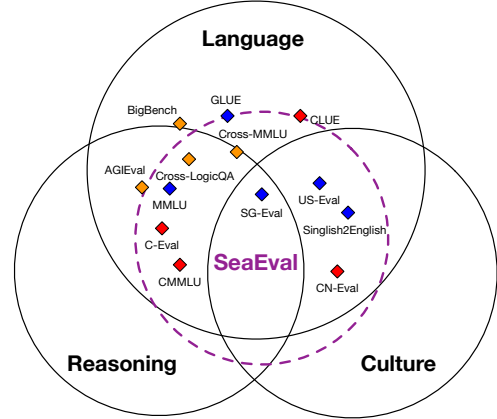 Language
GLUE
BigBench
CLUE
Cross-MMLU
AGIEval
Cross-LogicQA
MMLU
US-Eval
SG-Eval
Singlish2English
C-Eval
SeaEval
CMMLU
CN-Eval
Reasoning
Culture